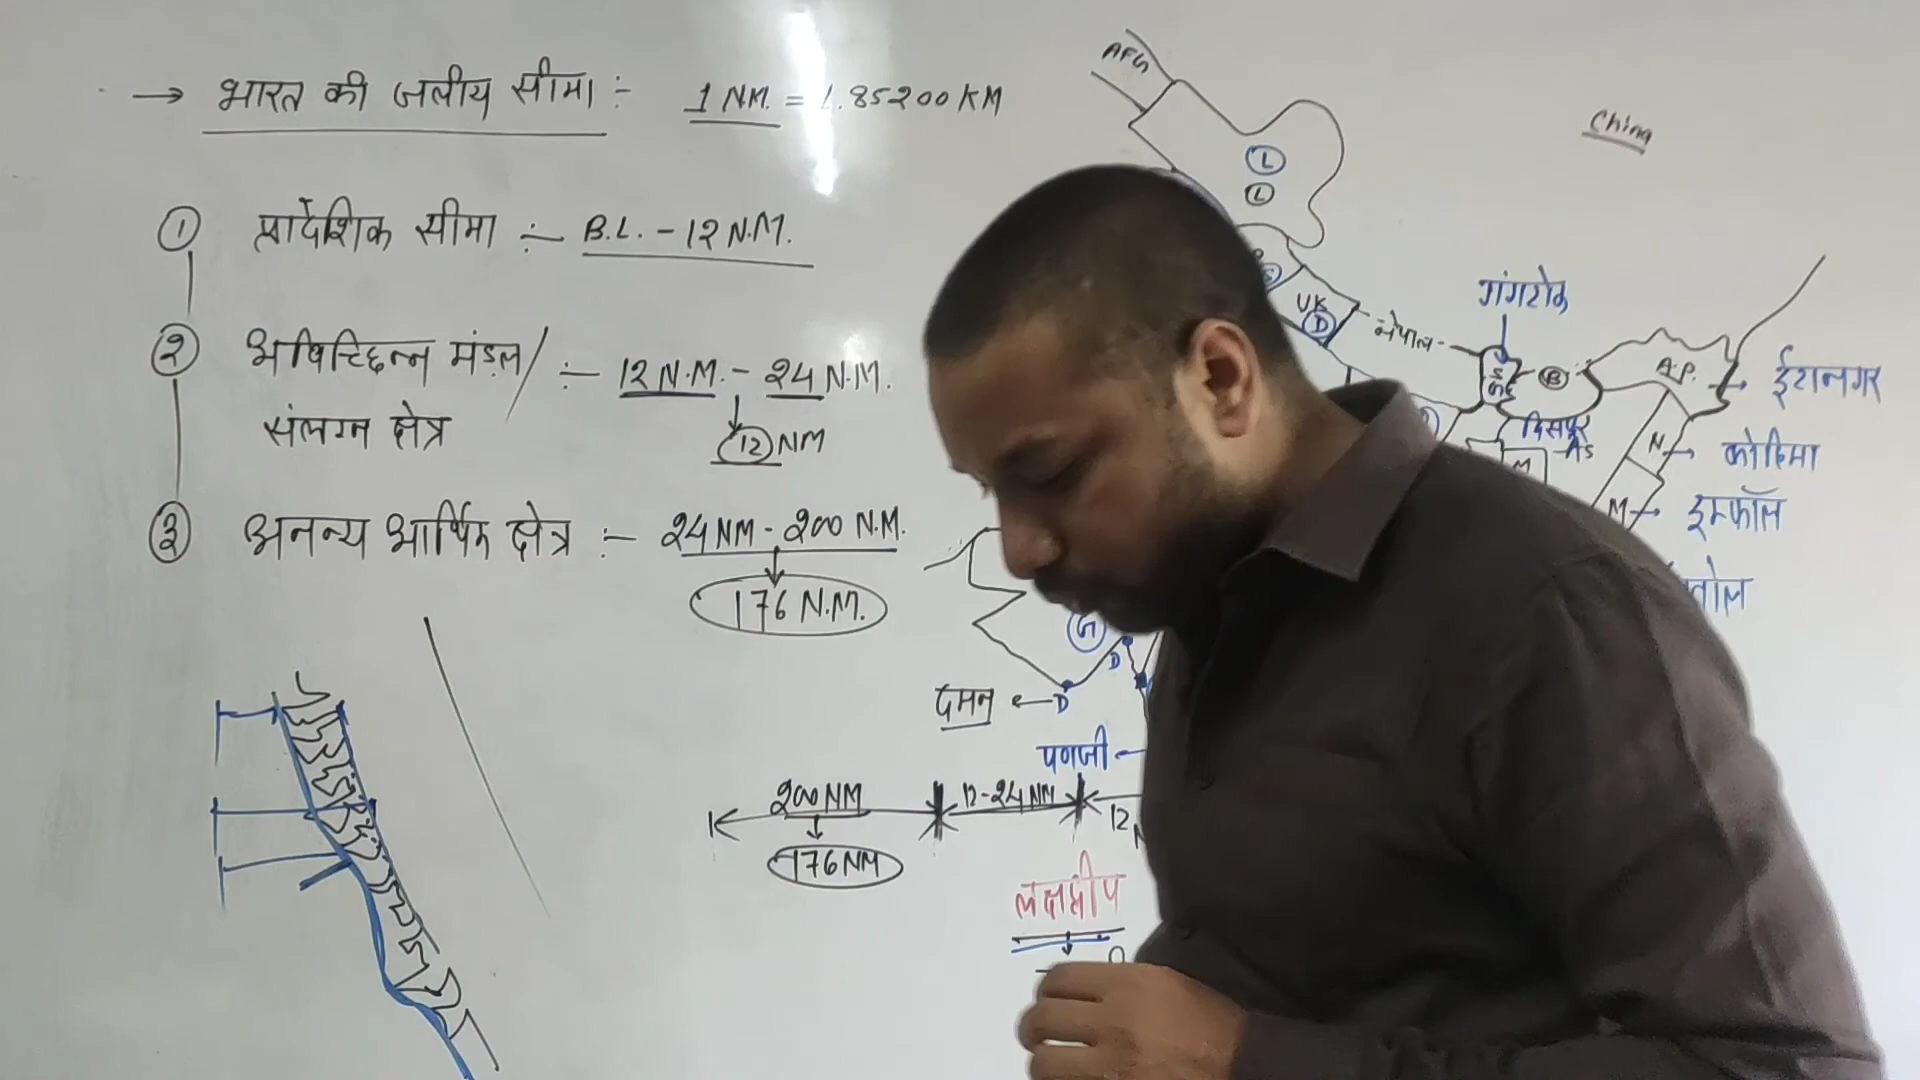 → भारत की जलीय सीमा :- 1 NM. = 1.85200 KM
① प्रादेशिक सीमा :- B.L. - 12 N.M.
② अविच्छिन्न मंडल/ :- 12 N.M. - 24 N.M.
संलग्न क्षेत्र
12 NM
③ अनन्य आर्थिक क्षेत्र :- 24 NM - 200 N.M.
176 N.M.
200 NM
12-24 NM
12
176 NM
लक्षद्वीप
AFG
China
L
L
UK
D
नेपाल
गंगटोक
B
A.P.
ईटानगर
दिसपुर
As
M
N
कोहिमा
M
इम्फॉल
G
D
दमन
D
पणजी